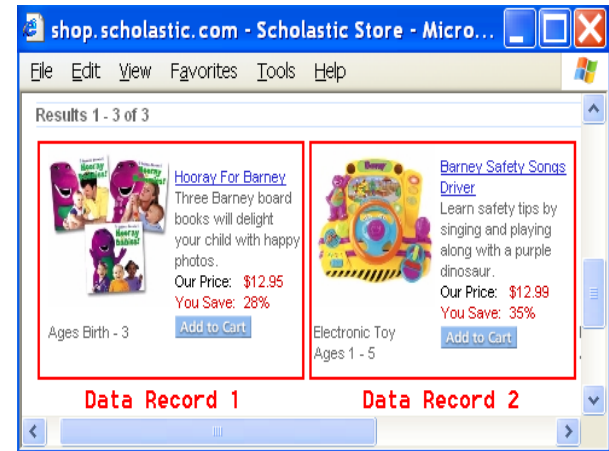 shop.scholastic.com - Scholastic Store - Micro...
File Edit View Favorites Tools Help
Results 1 - 3 of 3
Hooray For Barney
Three Barney board
books will delight
your child with happy
photos.
Our Price: $12.95
You Save: 28%
Add to Cart
Ages Birth - 3
Barney Safety Songs
Driver
Learn safety tips by
singing and playing
along with a purple
dinosaur.
Our Price: $12.99
You Save: 35%
Add to Cart
Electronic Toy
Ages 1 - 5
Data Record 1
Data Record 2